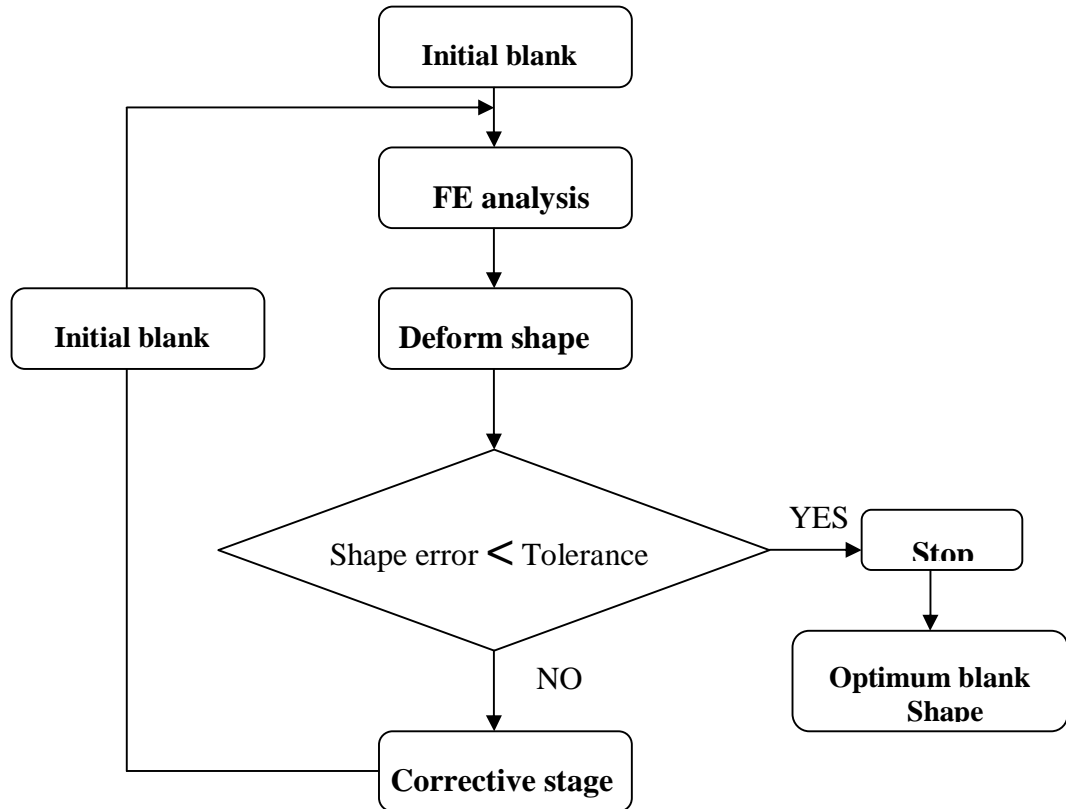 Initial blank
FE analysis
Initial blank
Deform shape
YES
Shape error < Tolerance
Stop
NO
Optimum blank
Shape
Corrective stage